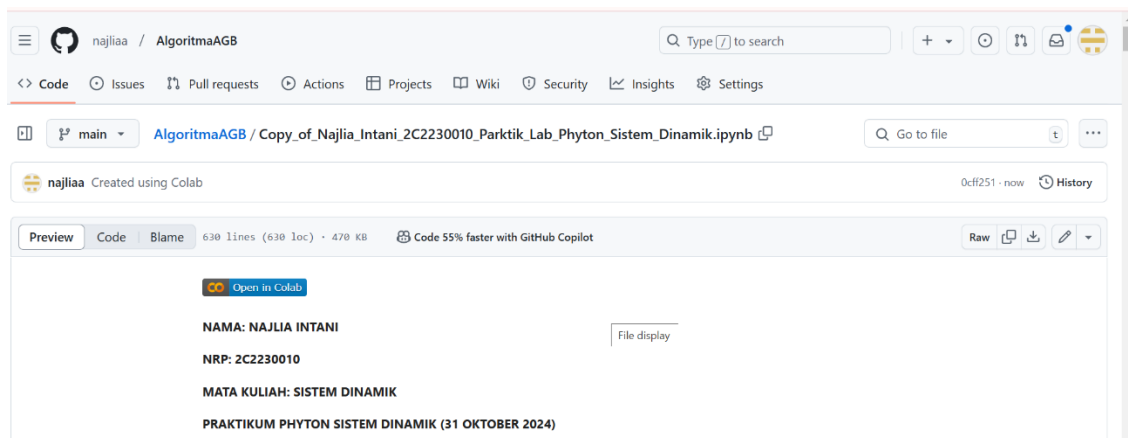 najliaa / AlgoritmaAGB Type / to search
Code Issues Pull requests Actions Projects Wiki Security Insights Settings
main AlgoritmaAGB / Copy_of_Najlia_Intani_2C2230010_Parktik_Lab_Phyton_Sistem_Dinamik.ipynb Go to file t
najliaa Created using Colab 0cff251 · now History
Preview Code Blame 630 lines (630 loc) · 470 KB Code 55% faster with GitHub Copilot Raw
Open in Colab
NAMA: NAJLIA INTANI
File display
NRP: 2C2230010
MATA KULIAH: SISTEM DINAMIK
PRAKTIKUM PHYTON SISTEM DINAMIK (31 OKTOBER 2024)